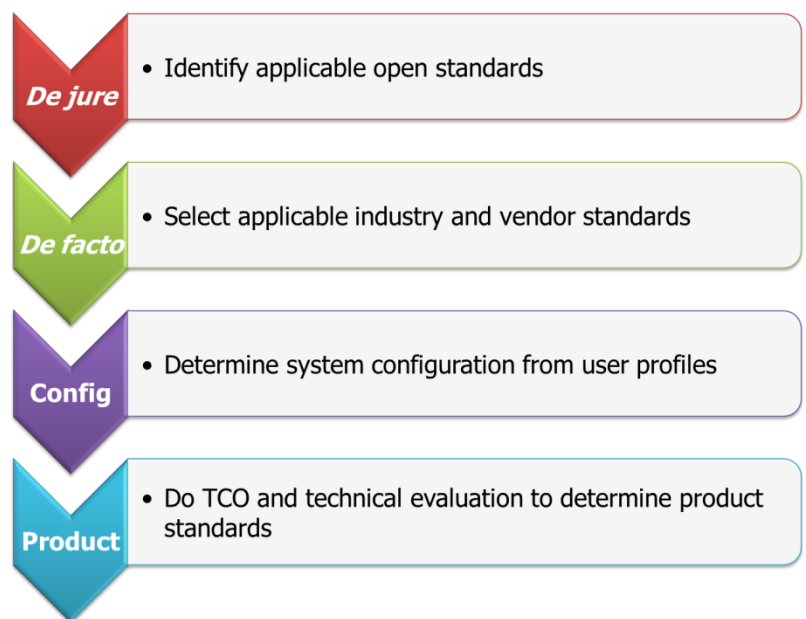 De jure
• Identify applicable open standards
De facto
• Select applicable industry and vendor standards
Config
• Determine system configuration from user profiles
Product
• Do TCO and technical evaluation to determine product
standards